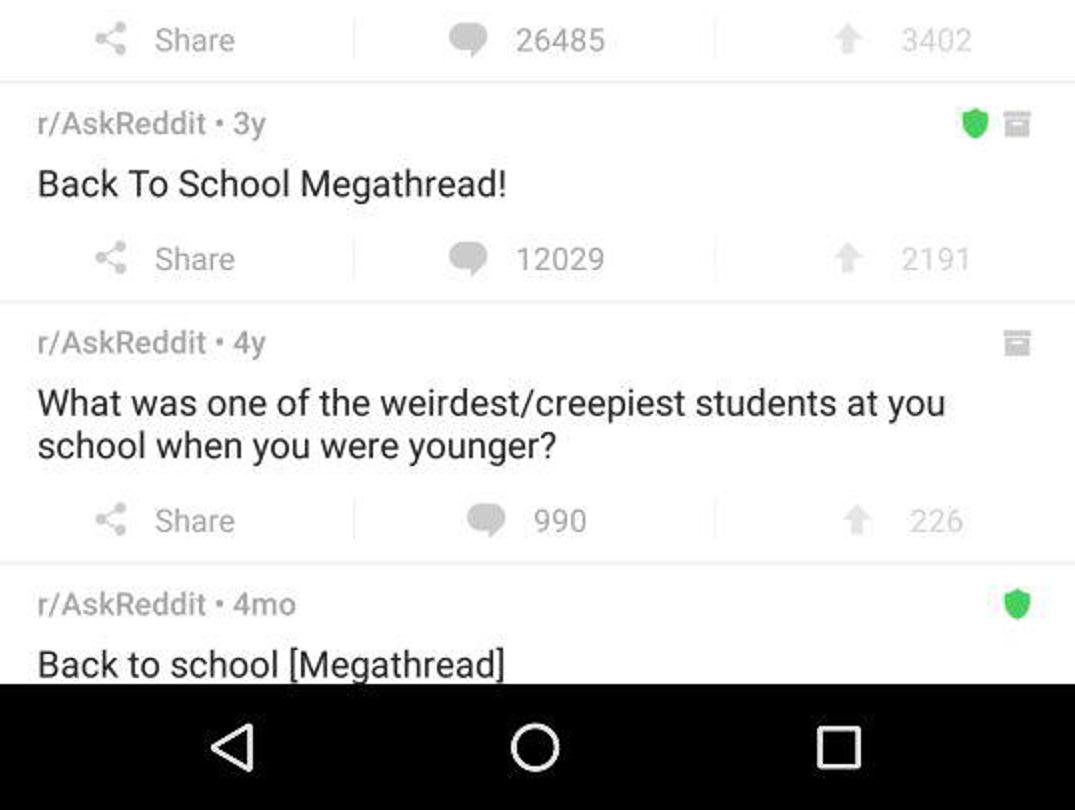 Share 26485 3402
r/AskReddit • 3y
Back To School Megathread!
Share 12029 2191
r/AskReddit • 4y
What was one of the weirdest/creepiest students at you
school when you were younger?
Share 990 226
r/AskReddit • 4mo
Back to school [Megathread]